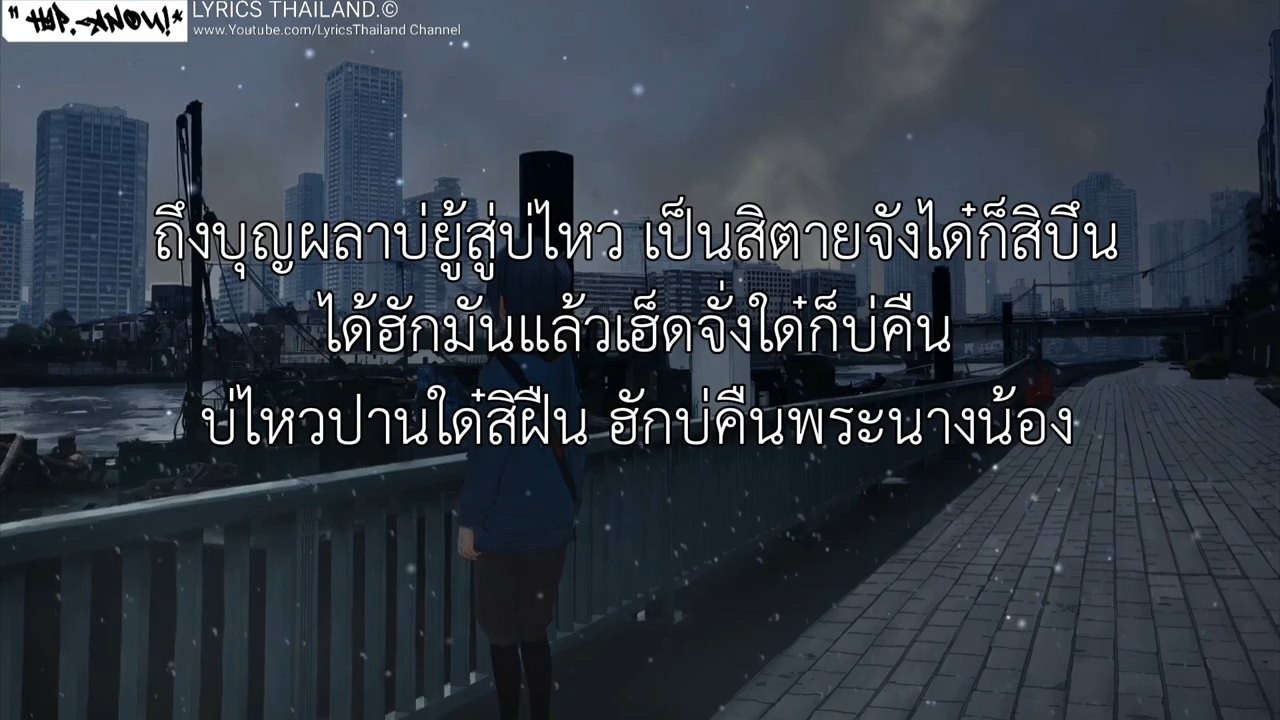 LYRICS THAILAND.©
www.Youtube.com/LyricsThailand Channel
ถึงบุญผลาบ่ยู้สู่บ่ไหว เป็นสิตายจังได๋ก็สิบืน
ได้ฮักมันแล้วเฮ็ดจั่งใด๋ก็บ่คืน
บ่ไหวปานใด๋สิฝืน ฮักบ่คืนพระนางน้อง